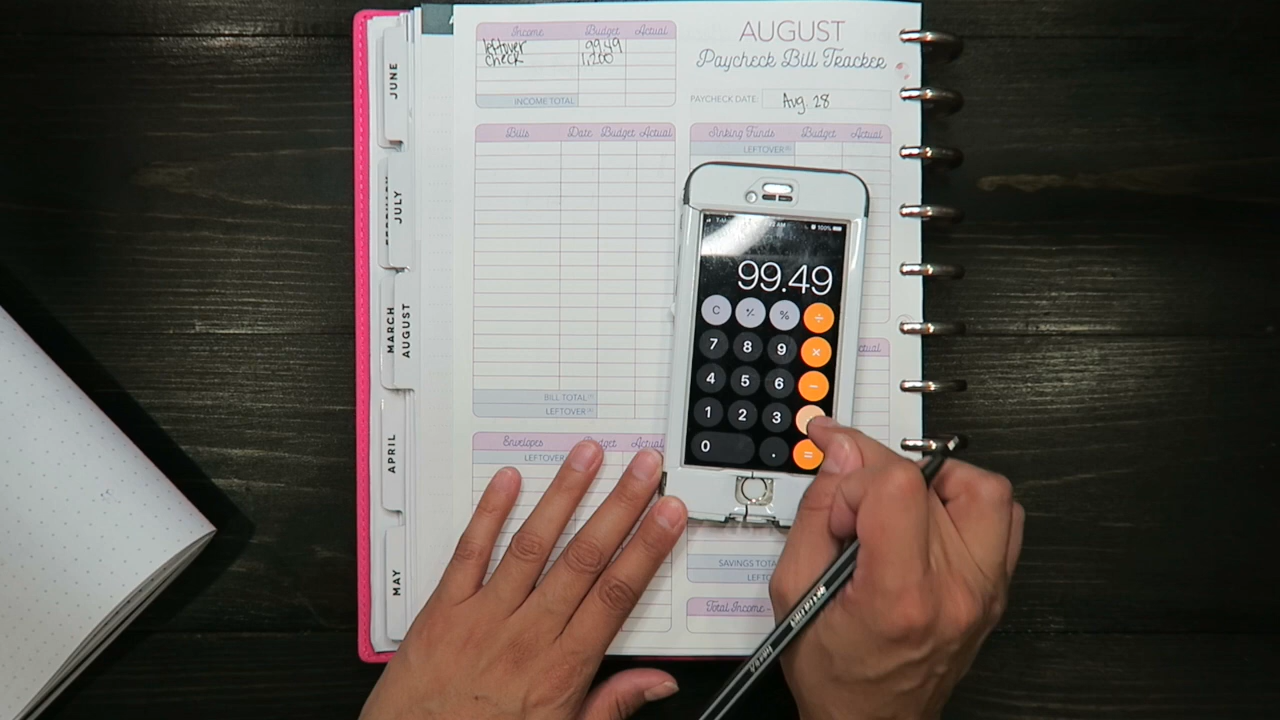 AUGUST
Paycheck Bill Tracker
PAYCHECK DATE: Aug. 28
Income Budget Actual
leftover 99.49
check 1,200
INCOME TOTAL
Bills Date Budget Actual
BILL TOTAL
LEFTOVER
Sinking Funds Budget Actual
LEFTOVER
Actual
Envelopes Budget Actual
LEFTOVER
SAVINGS TOTA
LEFTO
Total Income -
JUNE
JULY
MARCH
AUGUST
APRIL
MAY
100%
99.49
C +/- % ÷
7 8 9 ×
4 5 6 −
1 2 3
0 . =